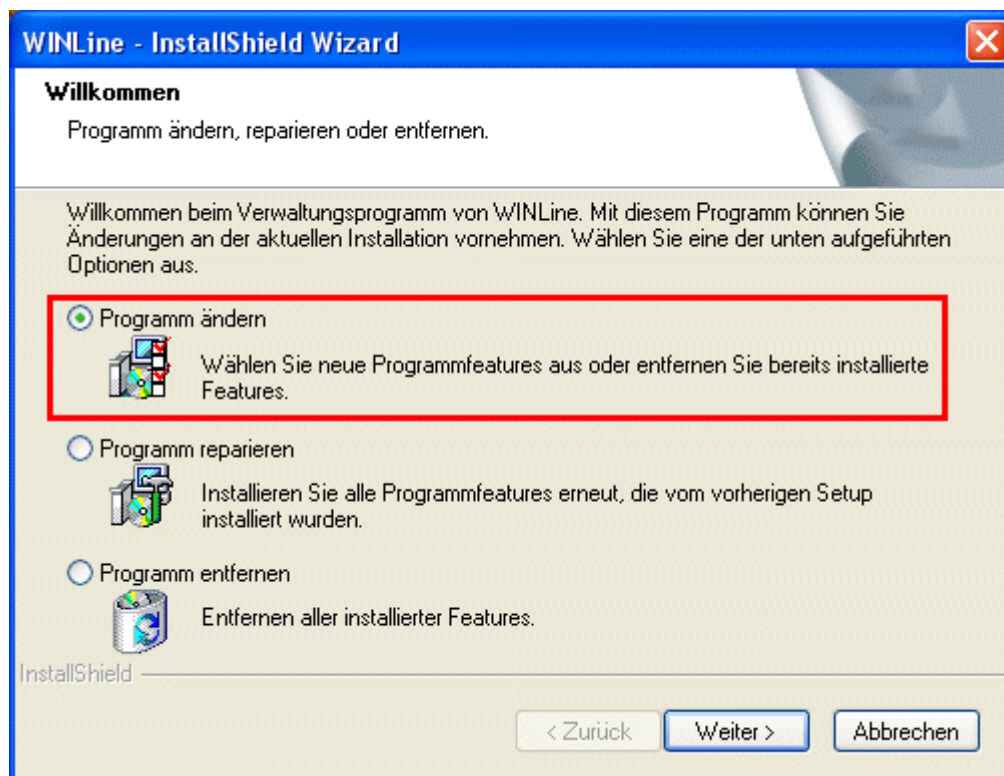 WINLine - InstallShield Wizard
Willkommen
Programm ändern, reparieren oder entfernen.
Willkommen beim Verwaltungsprogramm von WINLine. Mit diesem Programm können Sie
Änderungen an der aktuellen Installation vornehmen. Wählen Sie eine der unten aufgeführten
Optionen aus.
Programm ändern
Wählen Sie neue Programmfeatures aus oder entfernen Sie bereits installierte
Features.
Programm reparieren
Installieren Sie alle Programmfeatures erneut, die vom vorherigen Setup
installiert wurden.
Programm entfernen
Entfernen aller installierter Features.
InstallShield
< Zurück
Weiter >
Abbrechen